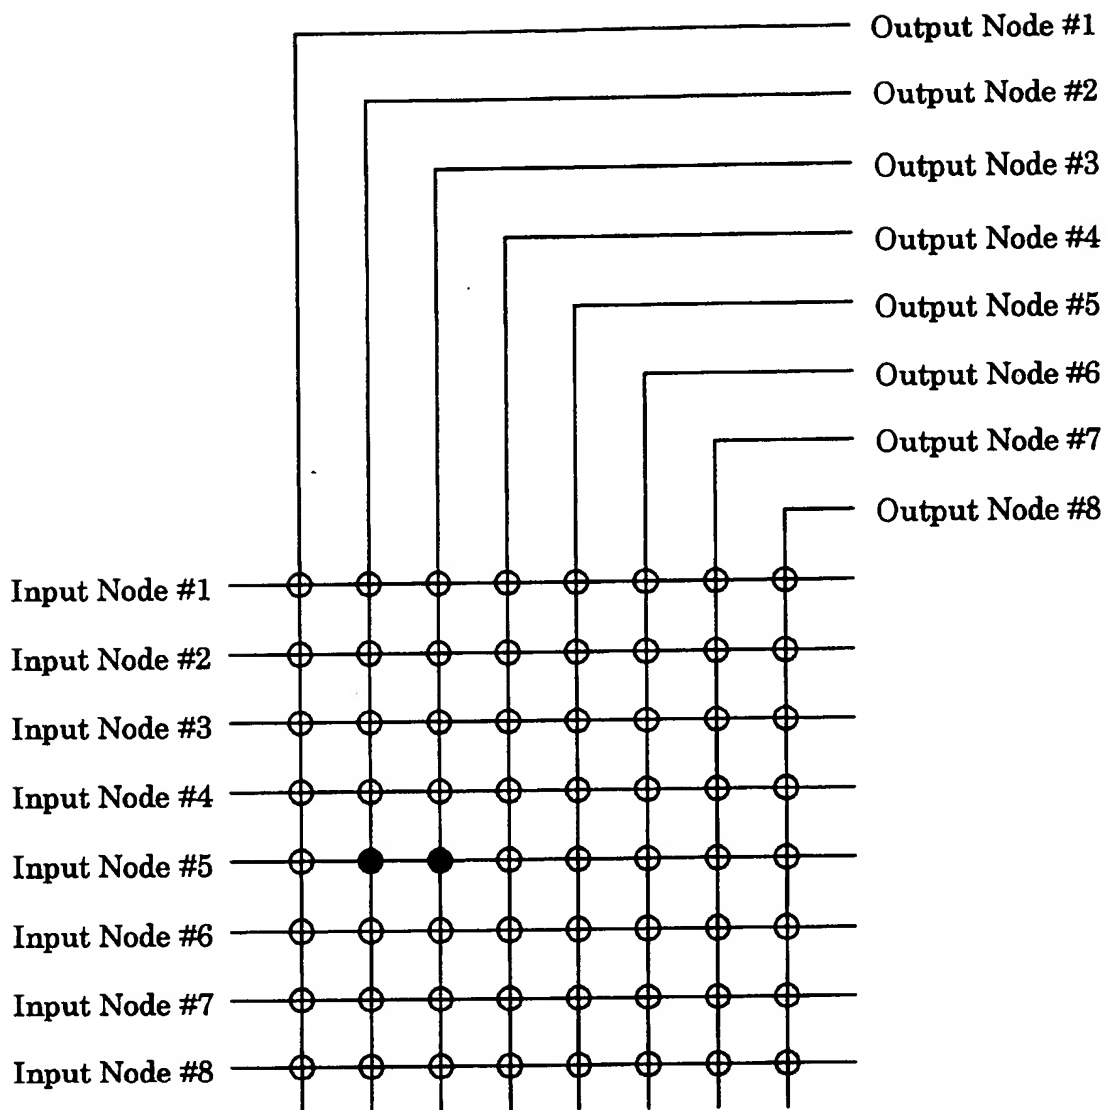 Output Node #1
Output Node #2
Output Node #3
Output Node #4
Output Node #5
Output Node #6
Output Node #7
Output Node #8
Input Node #1
Input Node #2
Input Node #3
Input Node #4
Input Node #5
Input Node #6
Input Node #7
Input Node #8